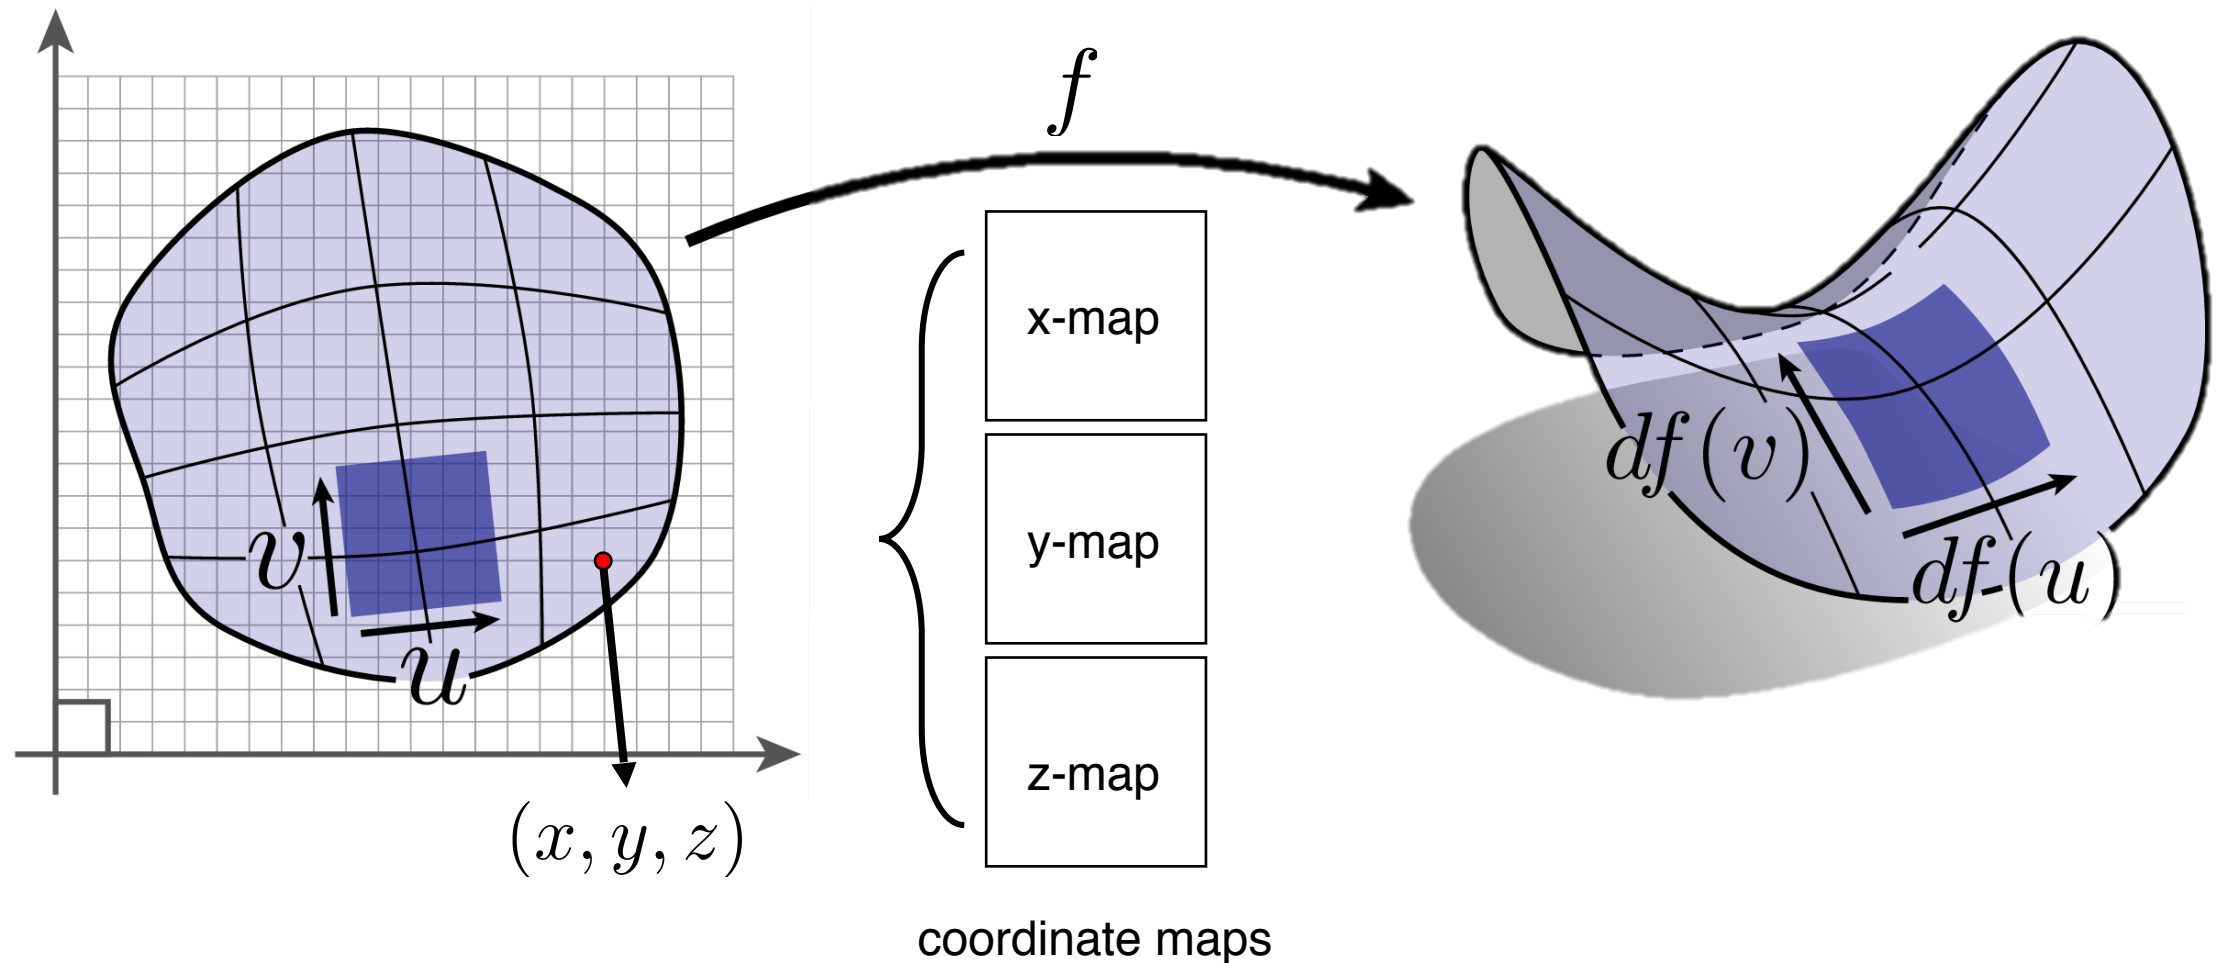 f
x-map
y-map
z-map
v
u
(x, y, z)
df(v)
df(u)
coordinate maps